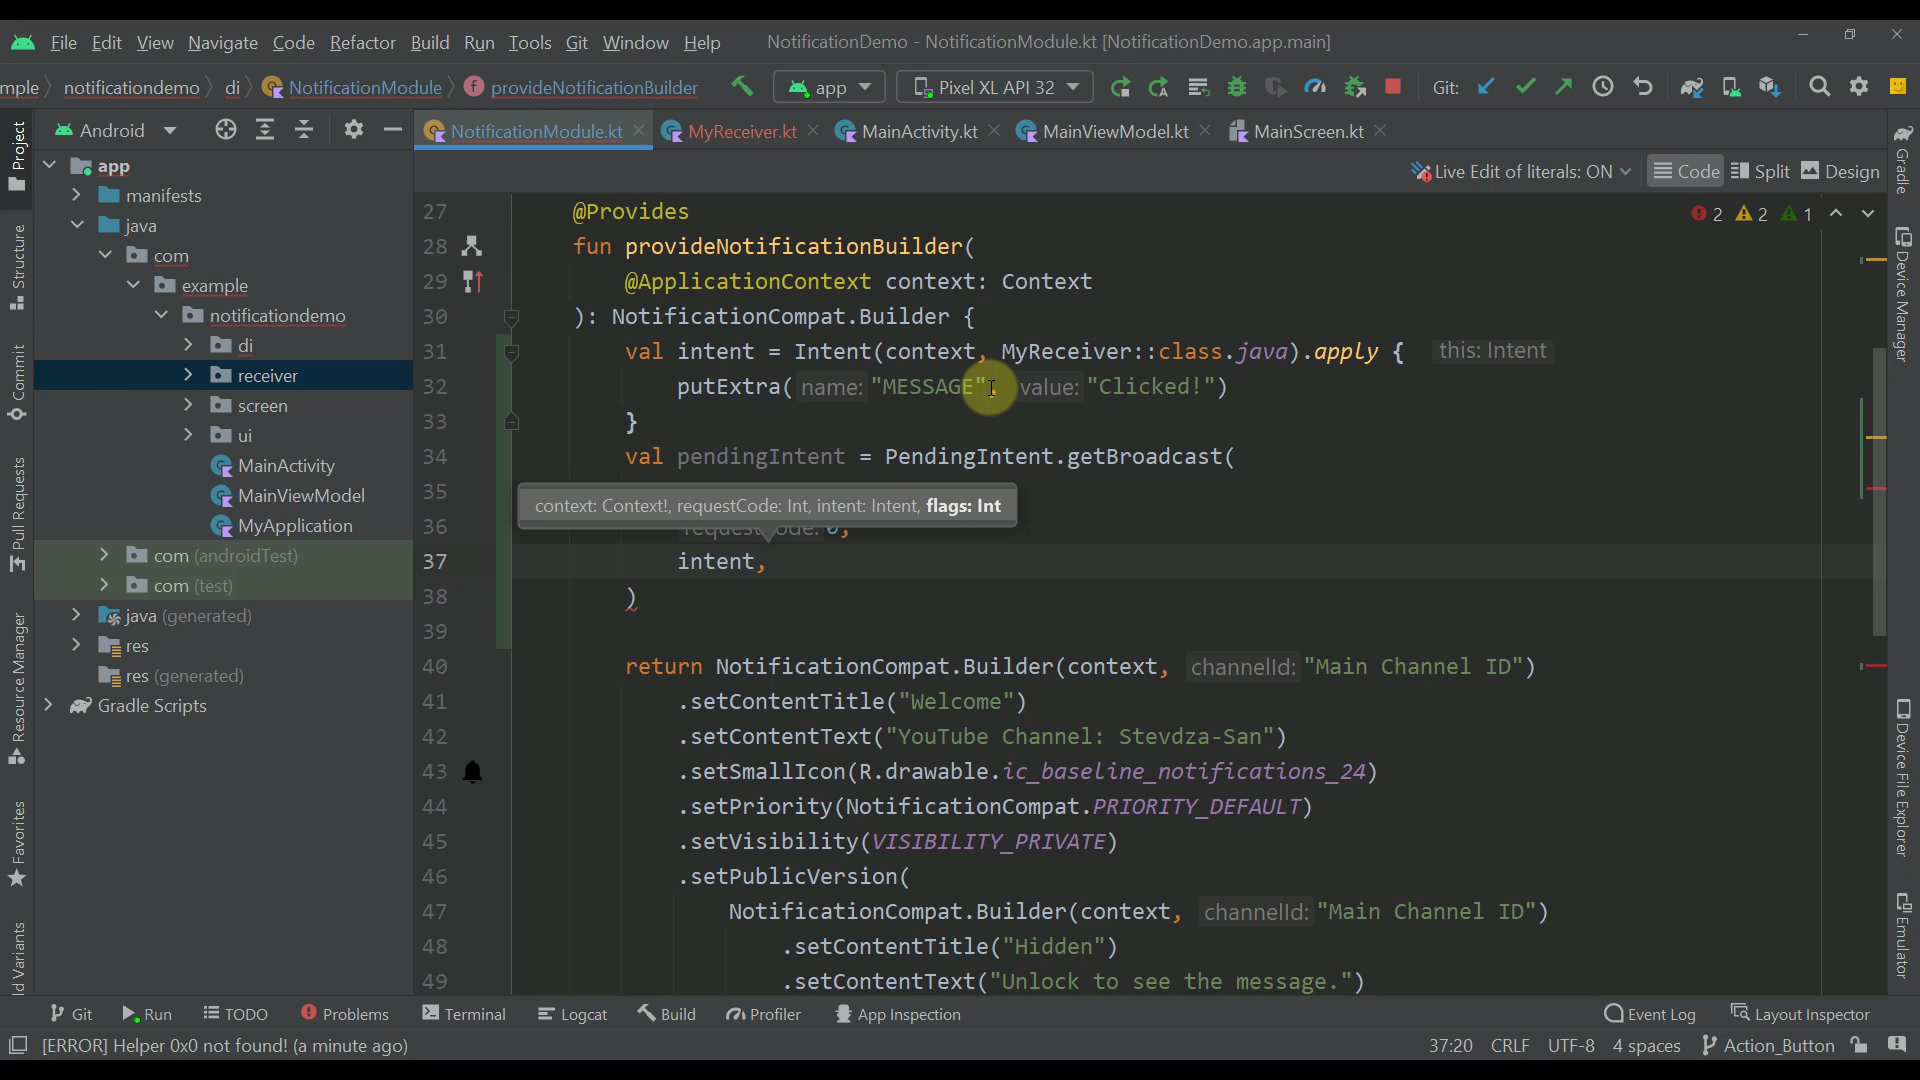 File Edit View Navigate Code Refactor Build Run Tools Git Window Help NotificationDemo - NotificationModule.kt [NotificationDemo.app.main]
mple notificationdemo di NotificationModule provideNotificationBuilder app Pixel XL API 32 Git:
Android NotificationModule.kt MyReceiver.kt MainActivity.kt MainViewModel.kt MainScreen.kt
Live Edit of literals: ON Code Split Design
2 2 1
Project
Structure
Commit
Pull Requests
Resource Manager
Favorites
ld Variants
app
manifests
java
com
example
notificationdemo
di
receiver
screen
ui
MainActivity
MainViewModel
MyApplication
com (androidTest)
com (test)
java (generated)
res
res (generated)
Gradle Scripts
27 @Provides
28 fun provideNotificationBuilder(
29 @ApplicationContext context: Context
30 ): NotificationCompat.Builder {
31 val intent = Intent(context, MyReceiver::class.java).apply { this: Intent
32 putExtra( name: "MESSAGE", value: "Clicked!")
33 }
34 val pendingIntent = PendingIntent.getBroadcast(
35
context: Context!, requestCode: Int, intent: Intent, flags: Int
36 requestCode: 0,
37 intent,
38 )
39
40 return NotificationCompat.Builder(context, channelId: "Main Channel ID")
41 .setContentTitle("Welcome")
42 .setContentText("YouTube Channel: Stevdza-San")
43 .setSmallIcon(R.drawable.ic_baseline_notifications_24)
44 .setPriority(NotificationCompat.PRIORITY_DEFAULT)
45 .setVisibility(VISIBILITY_PRIVATE)
46 .setPublicVersion(
47 NotificationCompat.Builder(context, channelId: "Main Channel ID")
48 .setContentTitle("Hidden")
49 .setContentText("Unlock to see the message.")
Gradle
Device Manager
Device File Explorer
Emulator
Git Run TODO Problems Terminal Logcat Build Profiler App Inspection Event Log Layout Inspector
[ERROR] Helper 0x0 not found! (a minute ago) 37:20 CRLF UTF-8 4 spaces Action_Button